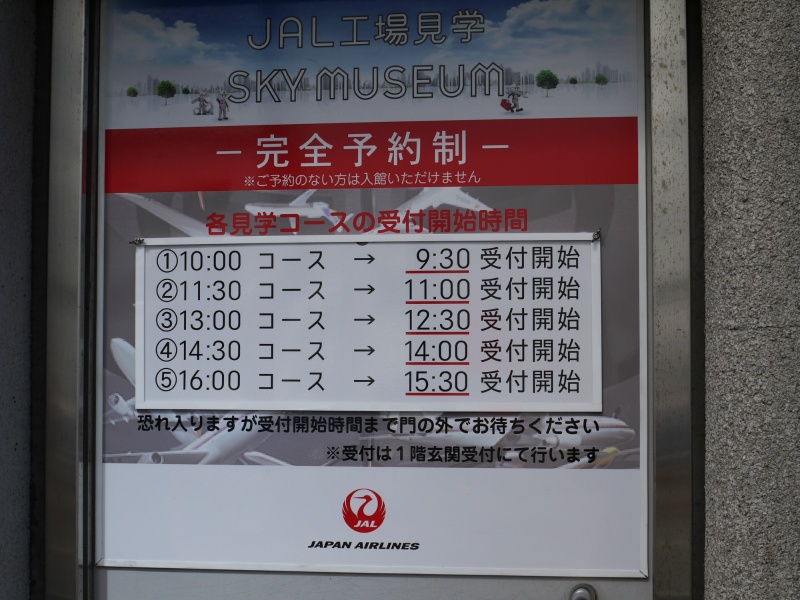 JAL工場見学
SKY MUSEUM
－完全予約制－
※ご予約のない方は入館いただけません
各見学コースの受付開始時間
①10:00 コース → 9:30 受付開始
②11:30 コース → 11:00 受付開始
③13:00 コース → 12:30 受付開始
④14:30 コース → 14:00 受付開始
⑤16:00 コース → 15:30 受付開始
恐れ入りますが受付開始時間まで門の外でお待ちください
※受付は1階玄関受付にて行います
JAL
JAPAN AIRLINES